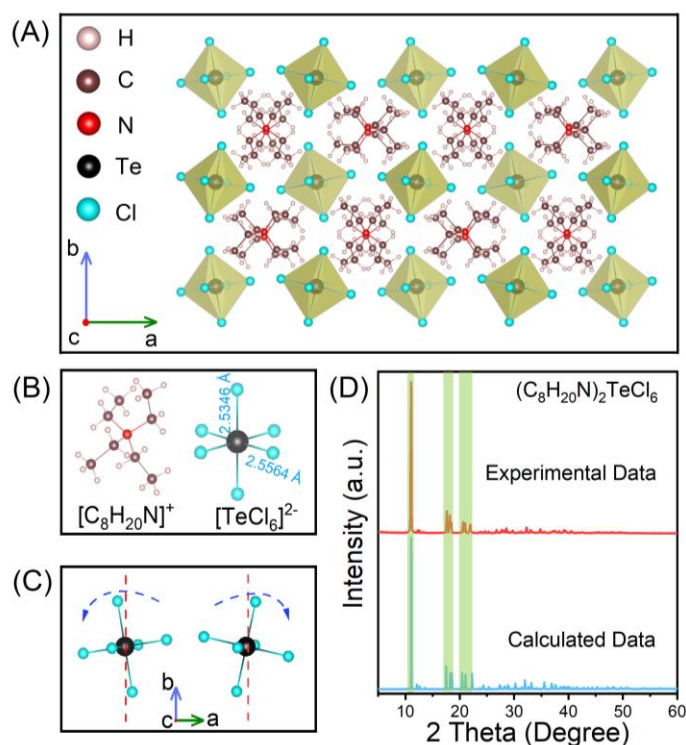 (A)
H
C
N
Te
Cl
b
c
a
(B)
2.5346 Å
2.5564 Å
[C₈H₂₀N]⁺
[TeCl₆]²⁻
(C)
b
c
a
(D)
(C₈H₂₀N)₂TeCl₆
Experimental Data
Calculated Data
Intensity (a.u.)
10 20 30 40 50 60
2 Theta (Degree)